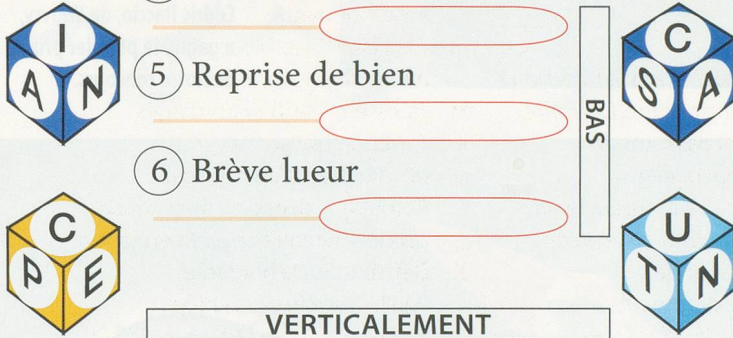 I
A N
C
S A
5 Reprise de bien
BAS
6 Brève lueur
C
P E
U
T N
VERTICALEMENT